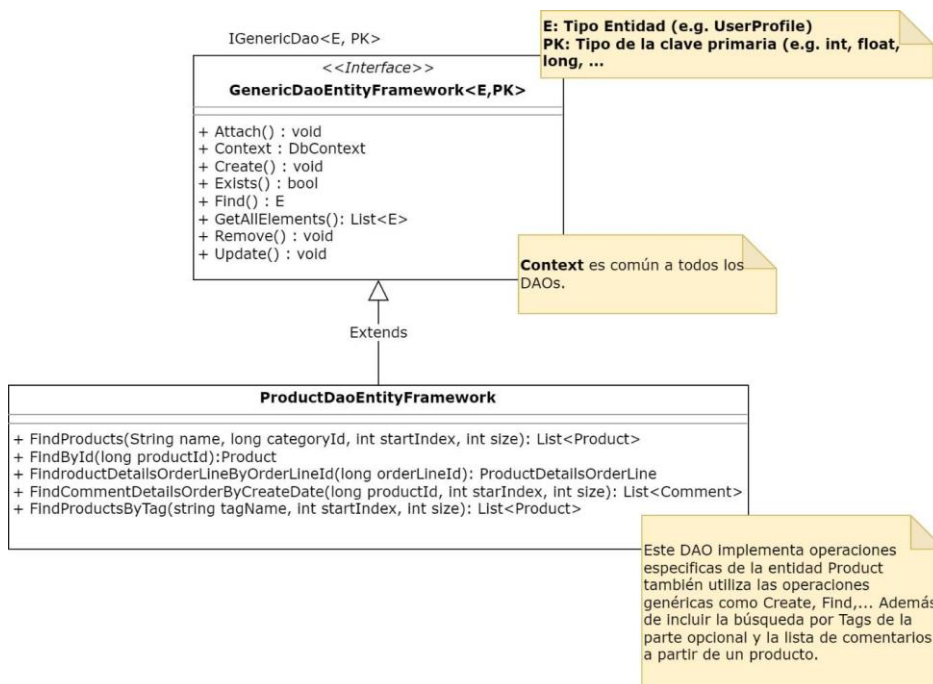 IGenericDao<E, PK>
E: Tipo Entidad (e.g. UserProfile)
PK: Tipo de la clave primaria (e.g. int, float,
long, ...
<<Interface>>
GenericDaoEntityFramework<E,PK>
+ Attach() : void
+ Context : DbContext
+ Create() : void
+ Exists() : bool
+ Find() : E
+ GetAllElements(): List<E>
+ Remove() : void
+ Update() : void
Context es común a todos los
DAOs.
Extends
ProductDaoEntityFramework
+ FindProducts(String name, long categoryId, int startIndex, int size): List<Product>
+ FindById(long productId):Product
+ FindroductDetailsOrderLineByOrderLineId(long orderLineId): ProductDetailsOrderLine
+ FindCommentDetailsOrderByCreateDate(long productId, int starIndex, int size): List<Comment>
+ FindProductsByTag(string tagName, int startIndex, int size): List<Product>
Este DAO implementa operaciones
especificas de la entidad Product
también utiliza las operaciones
genéricas como Create, Find,... Además
de incluir la búsqueda por Tags de la
parte opcional y la lista de comentarios
a partir de un producto.